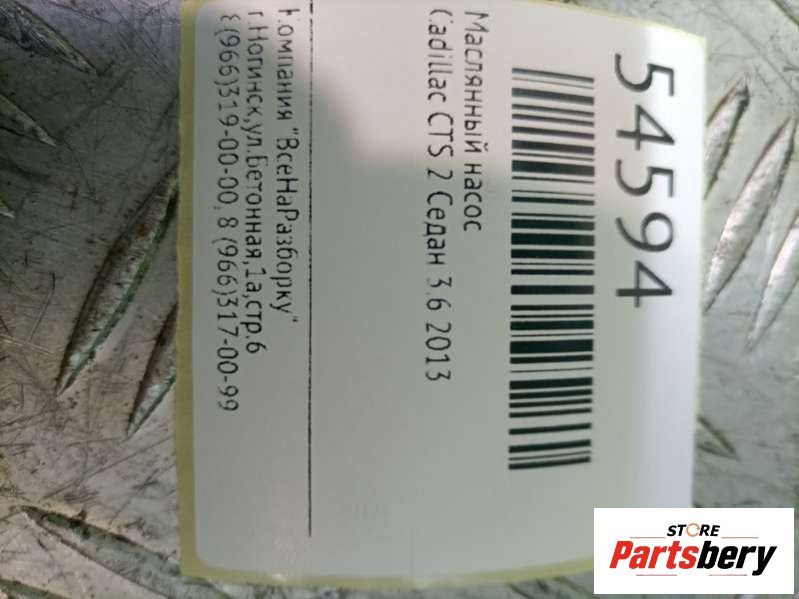 54594
Маслянный насос
Cadillac CTS 2 Седан 3.6 2013
Компания "ВсеНаРазборку"
г.Ногинск,ул.Бетонная,1а,стр.6
8(966)319-00-00, 8 (966)317-00-99
STORE
Partsbery